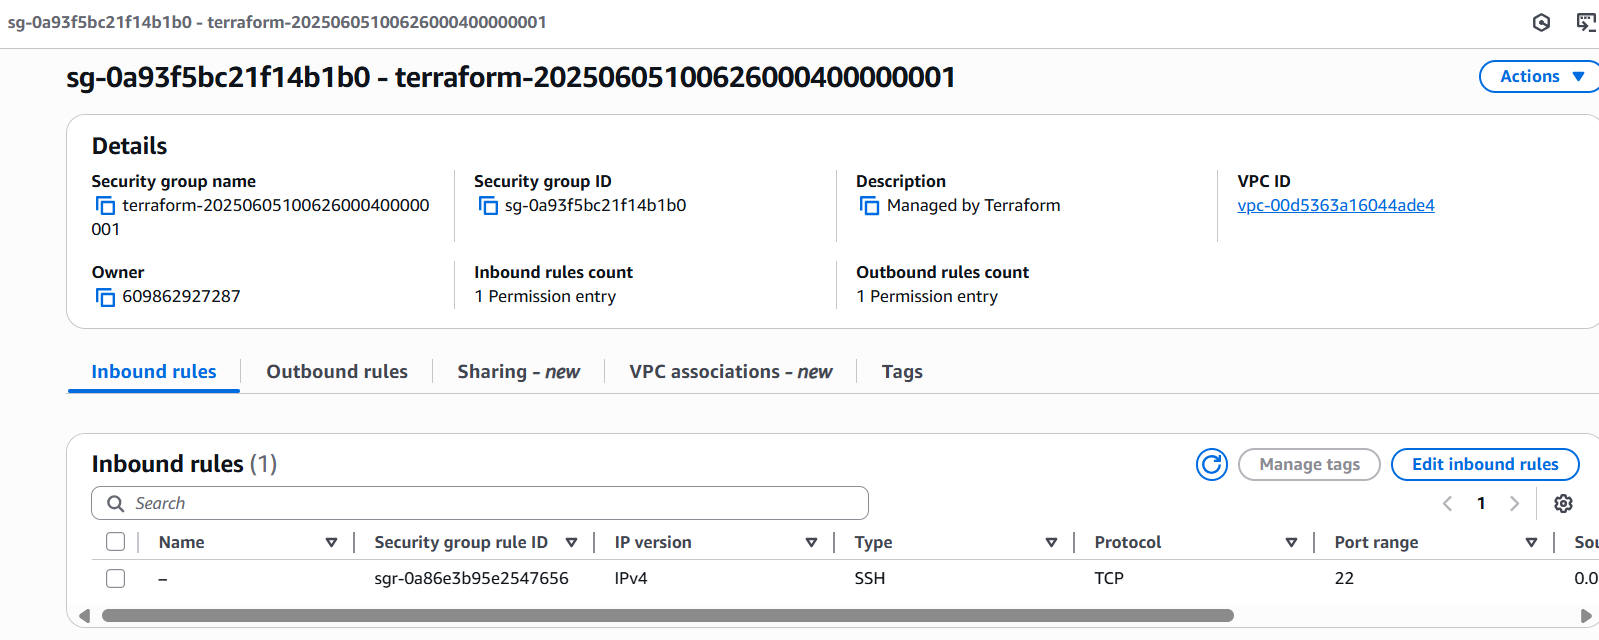 sg-0a93f5bc21f14b1b0 - terraform-20250605100626000400000001
sg-0a93f5bc21f14b1b0 - terraform-20250605100626000400000001
Actions
Details
Security group name
terraform-20250605100626000400000
001
Security group ID
sg-0a93f5bc21f14b1b0
Description
Managed by Terraform
VPC ID
vpc-00d5363a16044ade4
Owner
609862927287
Inbound rules count
1 Permission entry
Outbound rules count
1 Permission entry
Inbound rules
Outbound rules
Sharing - new
VPC associations - new
Tags
Inbound rules (1)
Manage tags
Edit inbound rules
Search
1
Name
Security group rule ID
IP version
Type
Protocol
Port range
Sou
–
sgr-0a86e3b95e2547656
IPv4
SSH
TCP
22
0.0